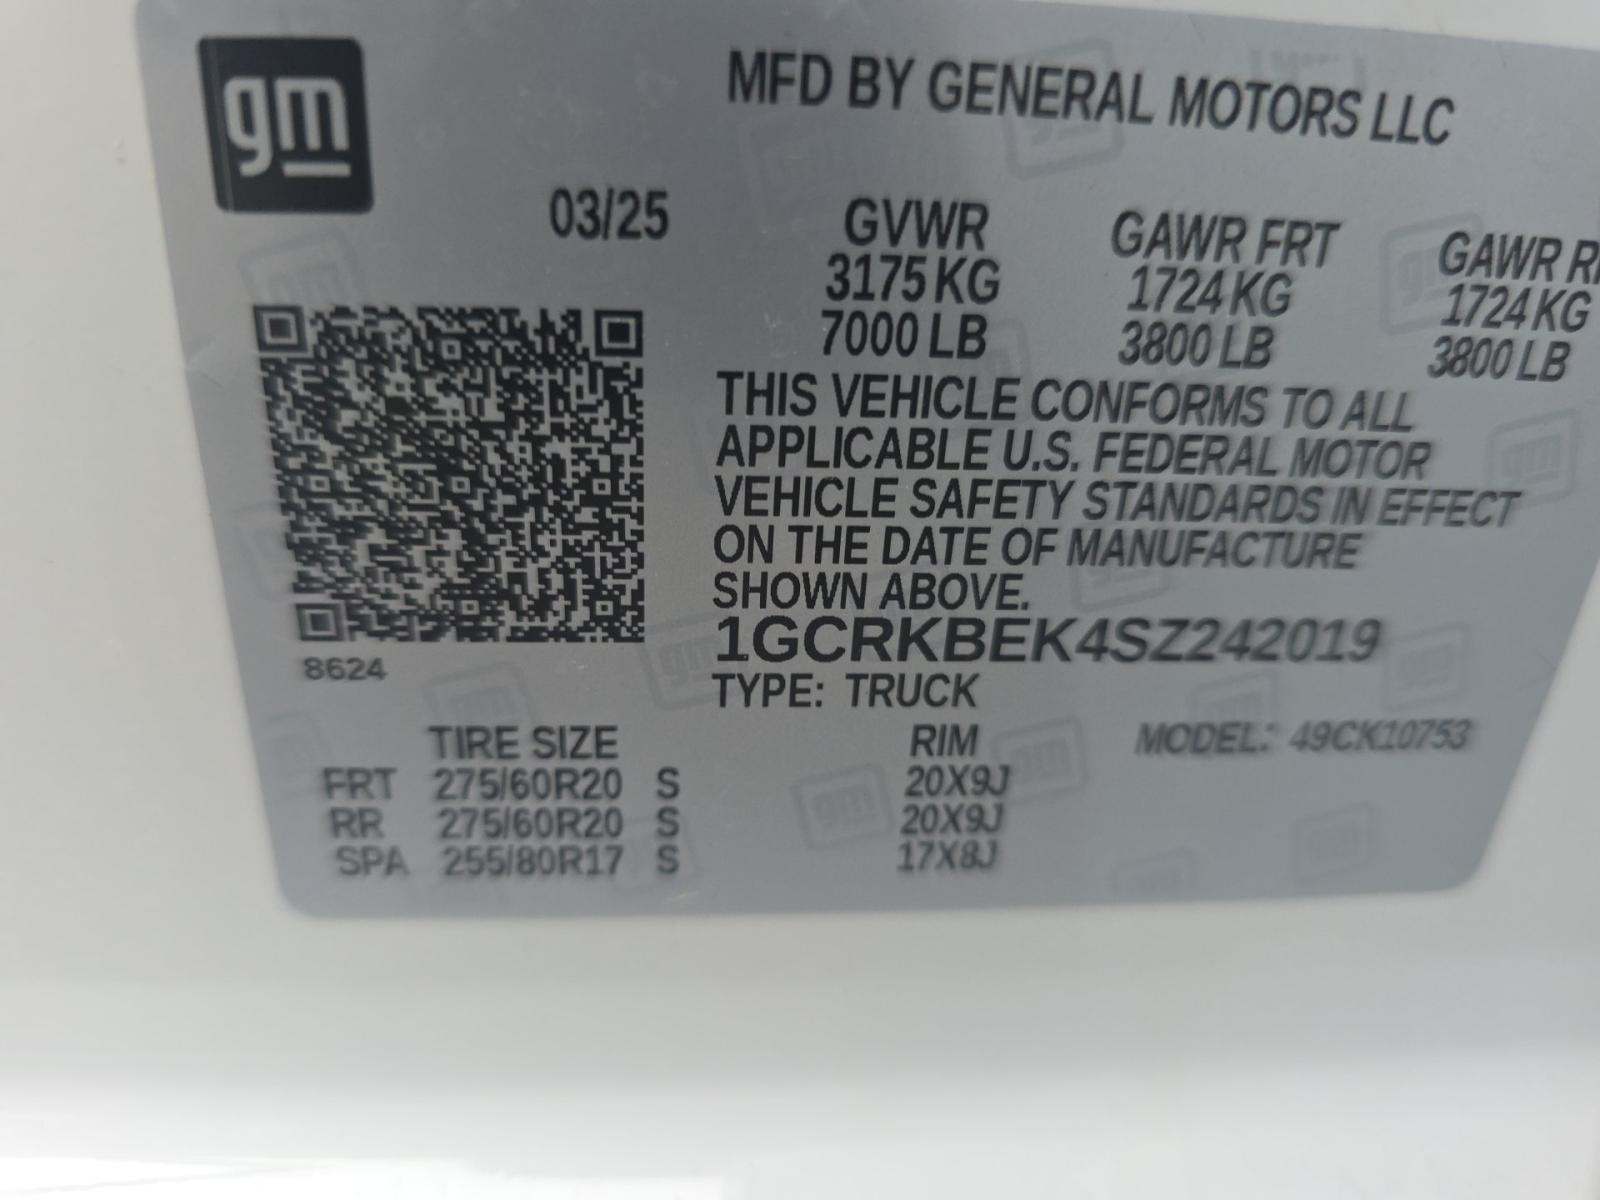 gm
MFD BY GENERAL MOTORS LLC
03/25
GVWR GAWR FRT GAWR
3175 KG 1724 KG 1724 KG
7000 LB 3800 LB 3800 LB
THIS VEHICLE CONFORMS TO ALL
APPLICABLE U.S. FEDERAL MOTOR
VEHICLE SAFETY STANDARDS IN EFFECT
ON THE DATE OF MANUFACTURE
SHOWN ABOVE.
1GCRKBEK4SZ242019
8624
TYPE: TRUCK
TIRE SIZE RIM MODEL: 49CK10753
FRT 275/60R20 S 20X9J
RR 275/60R20 S 20X9J
SPA 255/80R17 S 17X8J